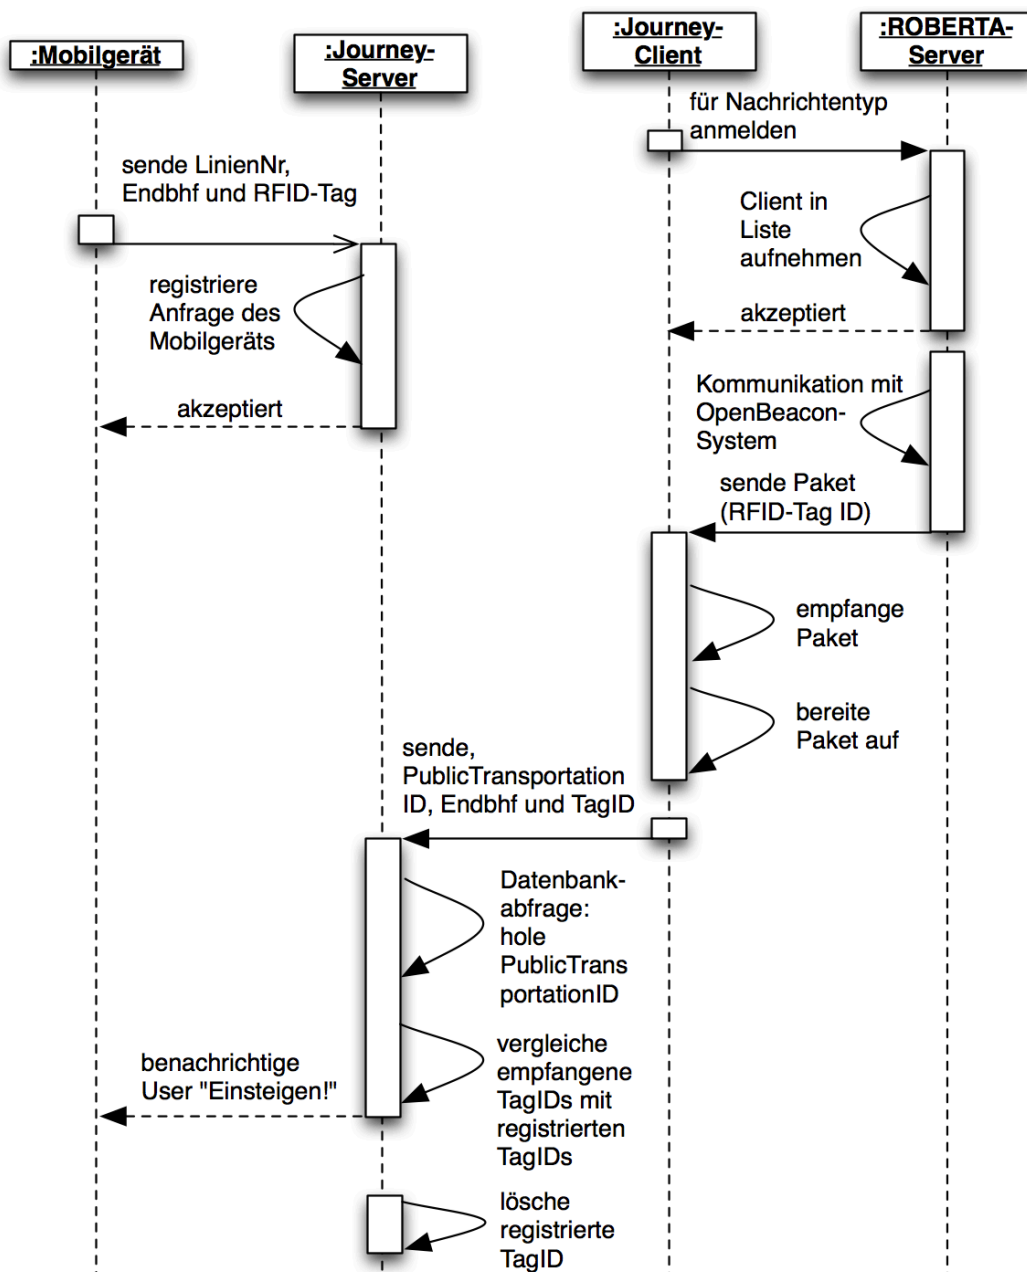 :Mobilgerät
:Journey-
Server
:Journey-
Client
:ROBERTA-
Server
für Nachrichtentyp
anmelden
sende LinienNr,
Endbhf und RFID-Tag
Client in
Liste
aufnehmen
registriere
Anfrage des
Mobilgeräts
akzeptiert
akzeptiert
Kommunikation mit
OpenBeacon-
System
sende Paket
(RFID-Tag ID)
empfange
Paket
bereite
Paket auf
sende,
PublicTransportation
ID, Endbhf und TagID
Datenbank-
abfrage:
hole
PublicTrans
portationID
vergleiche
empfangene
TagIDs mit
registrierten
TagIDs
benachrichtige
User "Einsteigen!"
lösche
registrierte
TagID